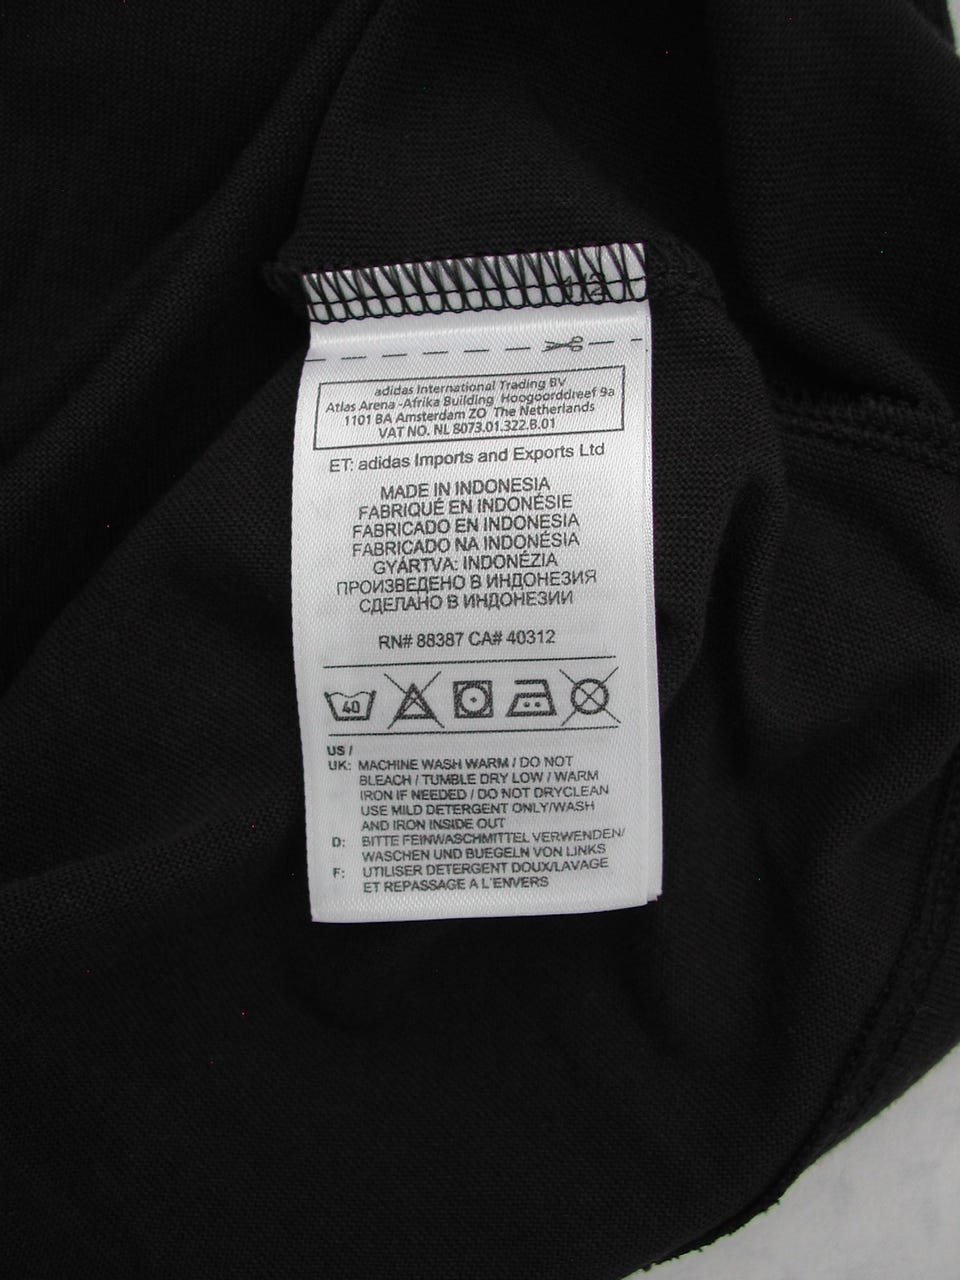 1/2
adidas International Trading BV
Atlas Arena -Afrika Building Hoogoorddreef 9a
1101 BA Amsterdam ZO The Netherlands
VAT NO. NL 8073.01.322.B.01
ET: adidas Imports and Exports Ltd
MADE IN INDONESIA
FABRIQUÉ EN INDONÉSIE
FABRICADO EN INDONESIA
FABRICADO NA INDONÉSIA
GYÁRTVA: INDONÉZIA
ПРОИЗВЕДЕНО В ИНДОНЕЗИЯ
СДЕЛАНО В ИНДОНЕЗИИ
RN# 88387 CA# 40312
40
US /
UK: MACHINE WASH WARM / DO NOT
BLEACH / TUMBLE DRY LOW / WARM
IRON IF NEEDED / DO NOT DRYCLEAN
USE MILD DETERGENT ONLY/WASH
AND IRON INSIDE OUT
D: BITTE FEINWASCHMITTEL VERWENDEN/
WASCHEN UND BUEGELN VON LINKS
F: UTILISER DETERGENT DOUX/LAVAGE
ET REPASSAGE A L'ENVERS